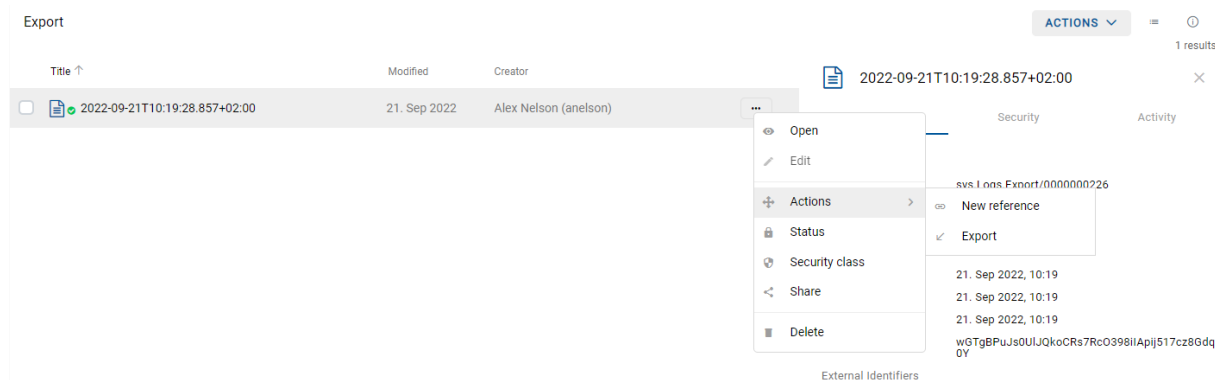 Export
ACTIONS
1 results
Title Modified Creator
2022-09-21T10:19:28.857+02:00
2022-09-21T10:19:28.857+02:00 21. Sep 2022 Alex Nelson (anelson)
Security Activity
Open
Edit
sys.Logs.Export/0000000226
Actions
New reference
Status
Export
Security class
21. Sep 2022, 10:19
Share
21. Sep 2022, 10:19
21. Sep 2022, 10:19
Delete
wGTgBPuJs0UlJQkoCRs7RcO398iIApij517cz8Gdq
0Y
External Identifiers